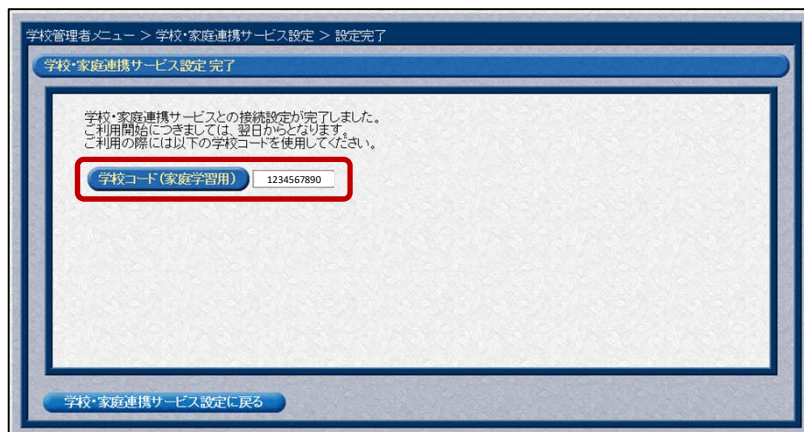 学校管理者メニュー > 学校・家庭連携サービス設定 > 設定完了
学校・家庭連携サービス設定 完了
学校・家庭連携サービスとの接続設定が完了しました。
ご利用開始につきましては、翌日からとなります。
ご利用の際には以下の学校コードを使用してください。
学校コード(家庭学習用) 1234567890
学校・家庭連携サービス設定に戻る